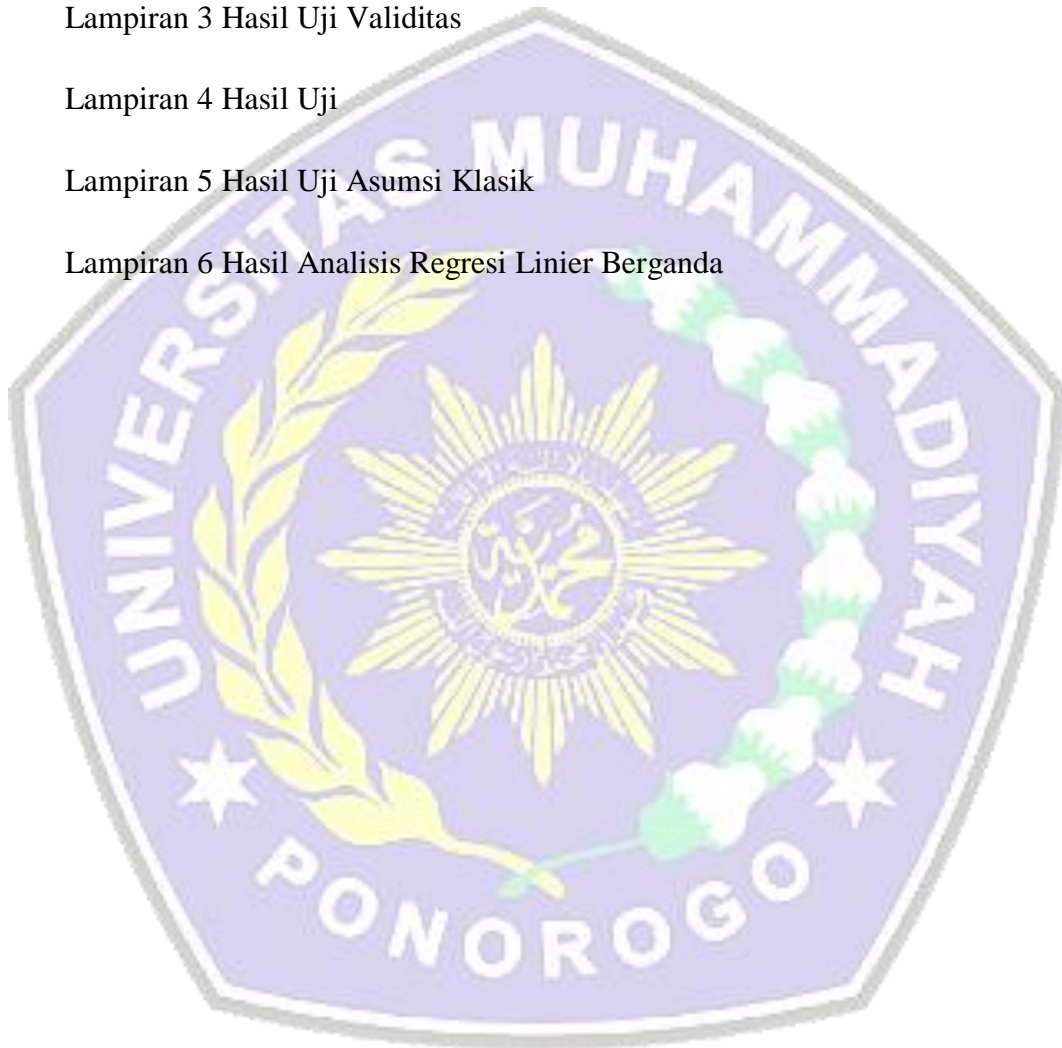 Lampiran 3 Hasil Uji Validitas
Lampiran 4 Hasil Uji
Lampiran 5 Hasil Uji Asumsi Klasik
Lampiran 6 Hasil Analisis Regresi Linier Berganda
UNIVERSITAS MUHAMMADIYAH
PONOROGO